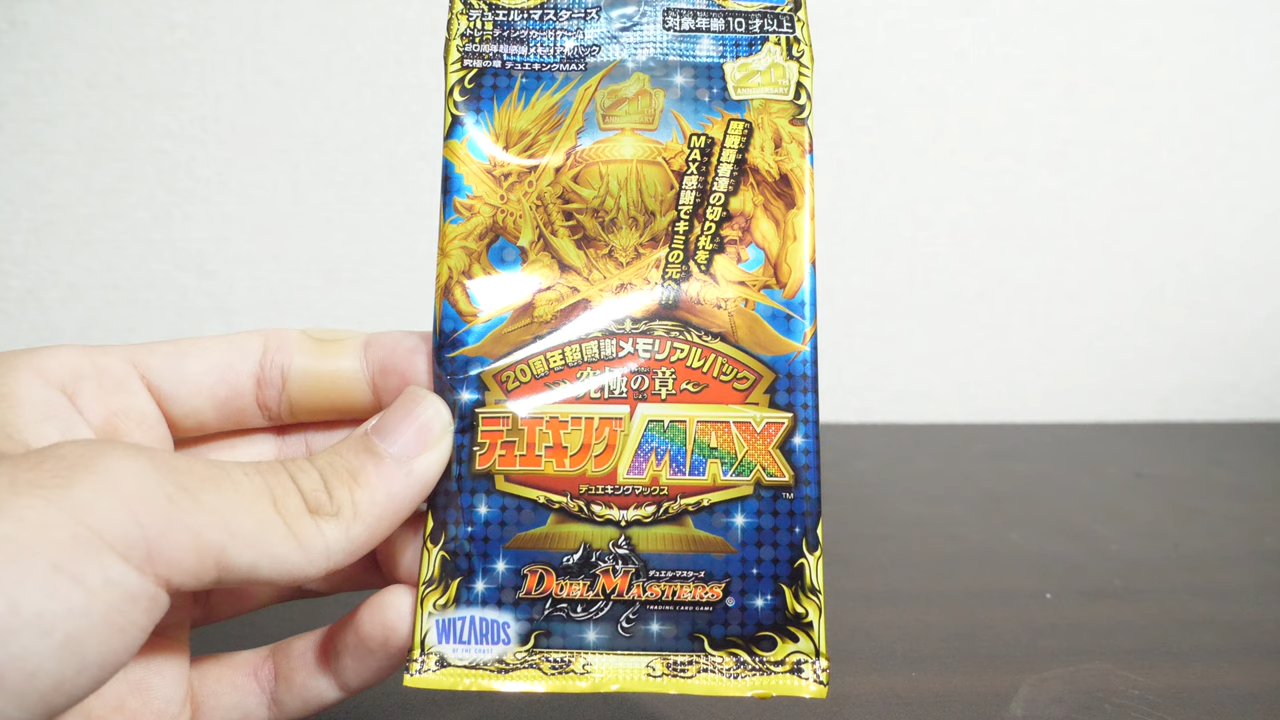 デュエル・マスターズ
トレーディングカードゲーム
20周年超感謝メモリアルパック
究極の章 デュエキングMAX
対象年齢10才以上
20TH
ANNIVERSARY
20TH
ANNIVERSARY
歴戦覇者達の切り札を、
MAX感謝でキミの元
20周年超感謝メモリアルパック
究極の章
デュエキングMAX
デュエキングマックス
TM
デュエル・マスターズ
DUEL MASTERS
®
TRADING CARD GAME
WIZARDS
OF THE COAST